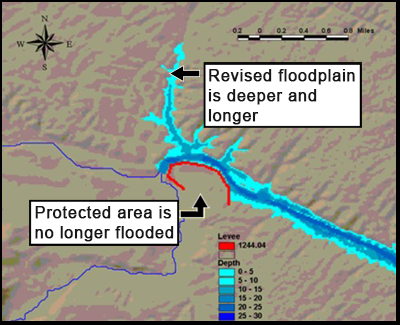 N
W
E
S
0.2
0
0.2
0.4
0.6
0.8 Miles
Revised floodplain
is deeper and
longer
Protected area is
no longer flooded
Levee
1244.04
Depth
0 - 5
5 - 10
10 - 15
15 - 20
20 - 25
25 - 30